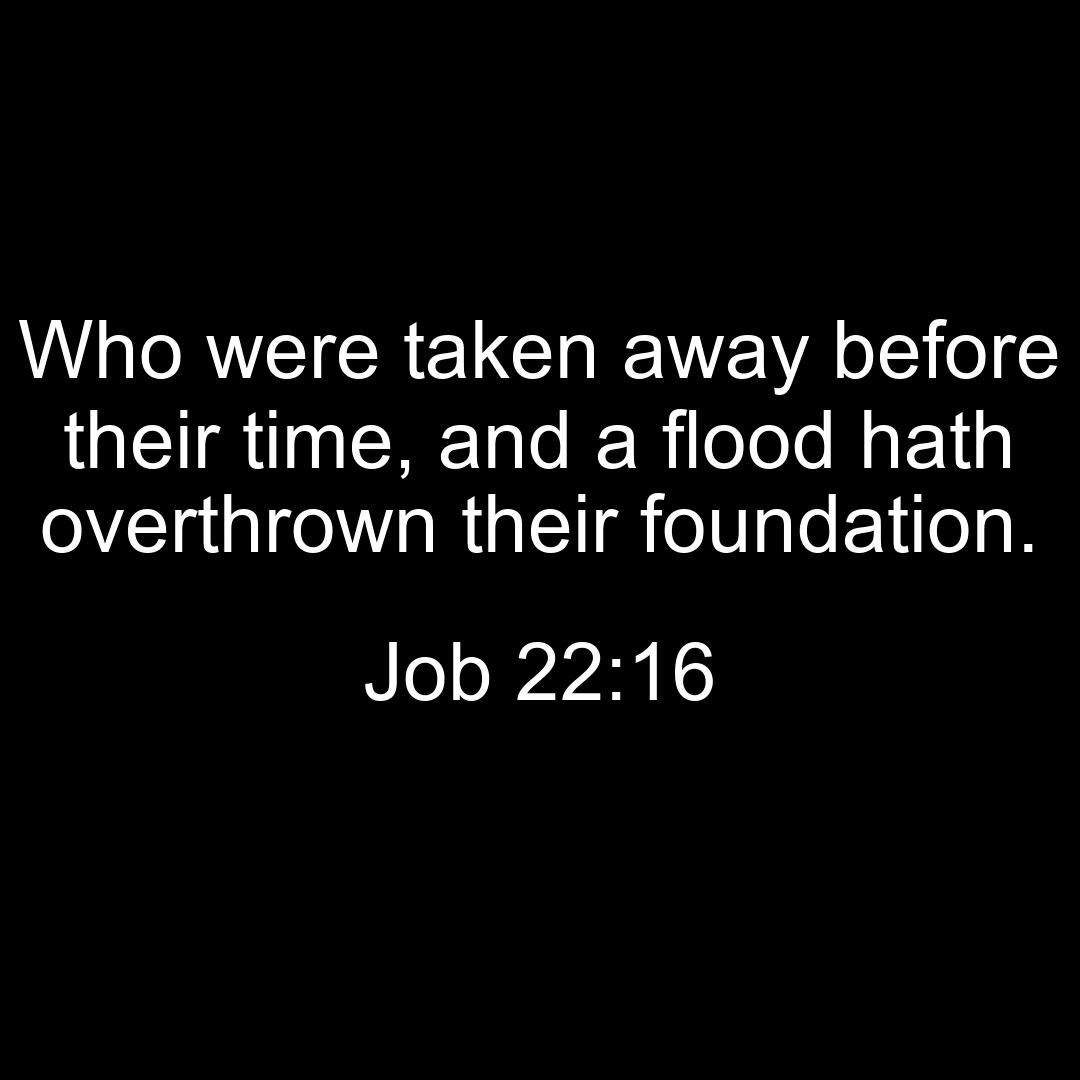 Who were taken away before
their time, and a flood hath
overthrown their foundation.
Job 22:16